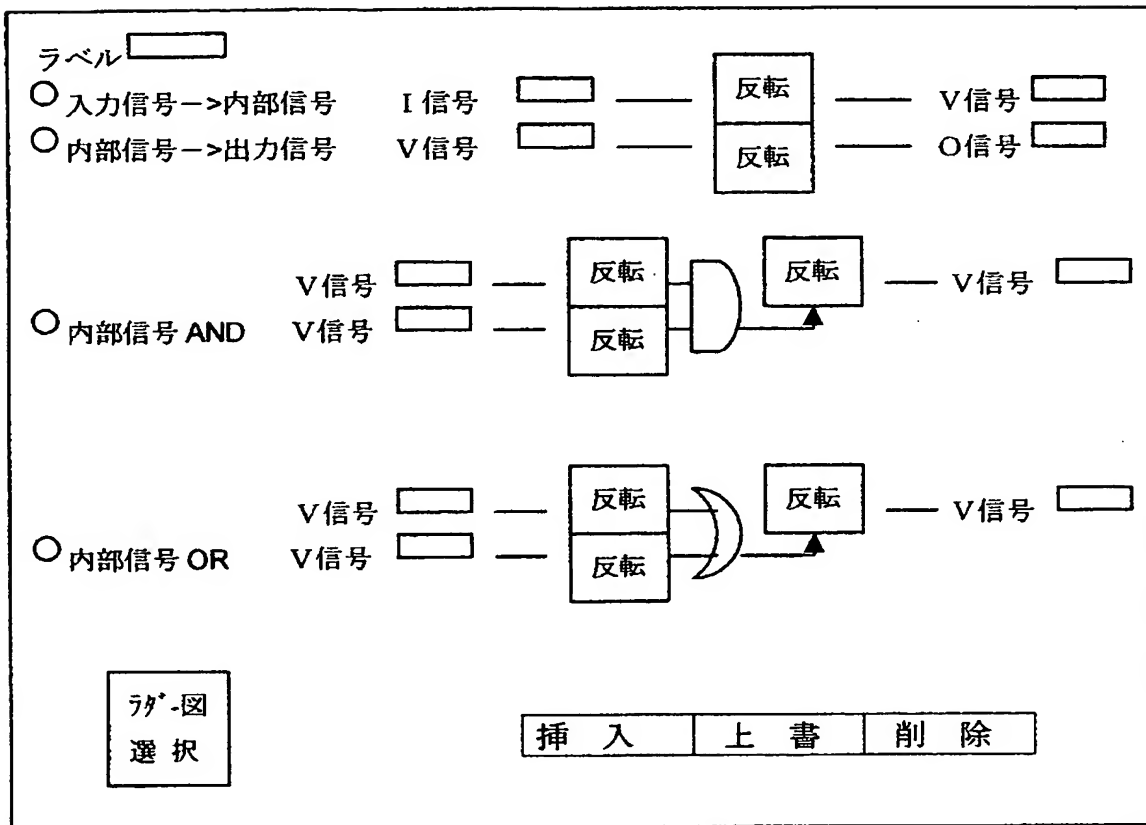 ラベル
入力信号->内部信号 I信号 反転 V信号
内部信号->出力信号 V信号 反転 O信号
V信号 反転 反転 V信号
内部信号AND V信号 反転
V信号 反転 反転 V信号
内部信号OR V信号 反転
ﾗﾀﾞｰ図
選択
挿入 上書 削除